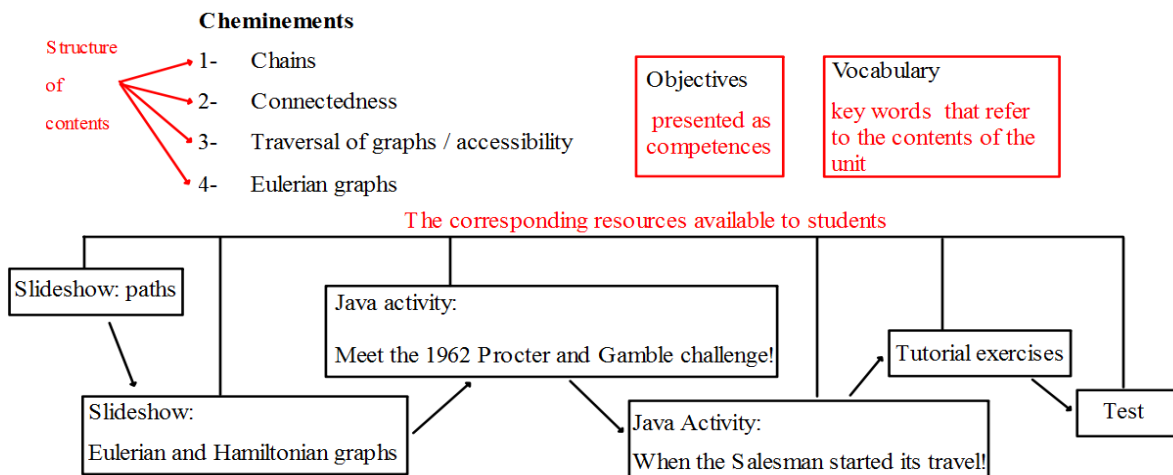 Cheminements
Structure
of
contents
1- Chains
2- Connectedness
3- Traversal of graphs / accessibility
4- Eulerian graphs
Objectives
presented as
competences
Vocabulary
key words that refer
to the contents of the
unit
The corresponding resources available to students
Slideshow: paths
Slideshow:
Eulerian and Hamiltonian graphs
Java activity:
Meet the 1962 Procter and Gamble challenge!
Java Activity:
When the Salesman started its travel!
Tutorial exercises
Test